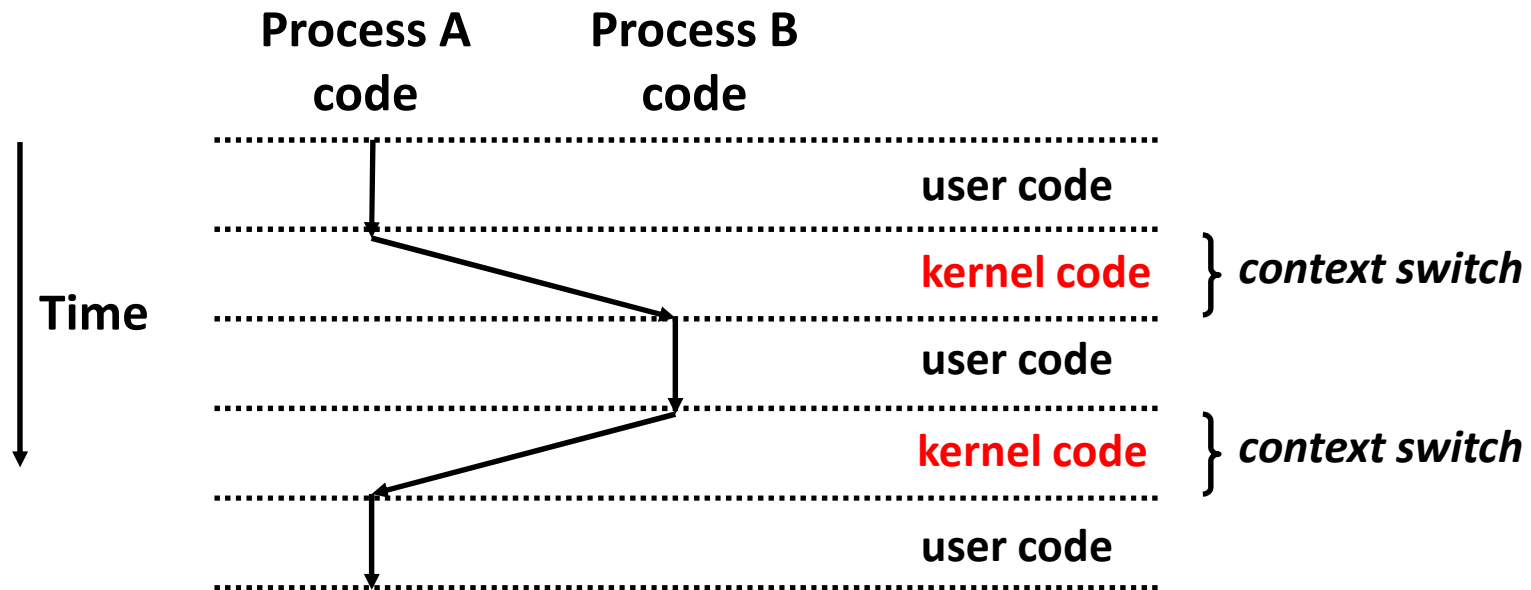 Process A
code
Process B
code
user code
kernel code
context switch
Time
user code
kernel code
context switch
user code